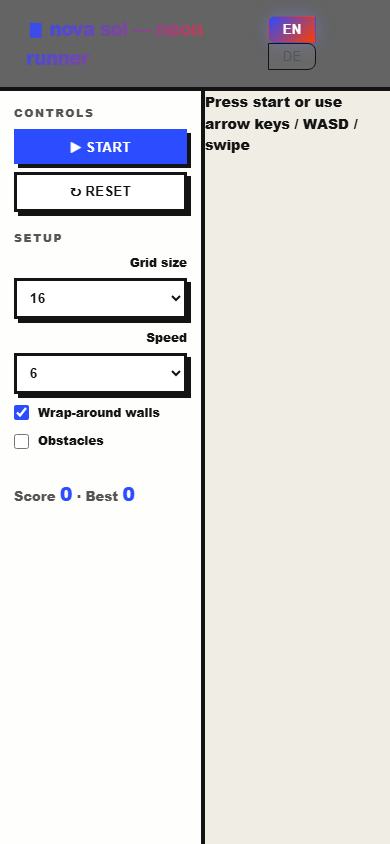 nova sol — neon
runner
EN
DE
CONTROLS
▶ START
↻ RESET
SETUP
Grid size
16
Speed
6
Wrap-around walls
Obstacles
Score 0 · Best 0
Press start or use
arrow keys / WASD /
swipe